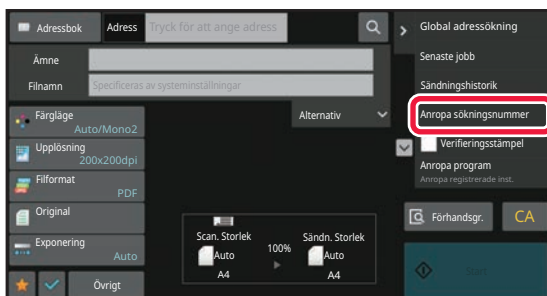 Adressbok
Adress
Tryck för att ange adress
Ämne
Filnamn
Specificeras av systeminställningar
Färgläge
Auto/Mono2
Upplösning
200x200dpi
Filformat
PDF
Original
Exponering
Auto
Övrigt
Alternativ
Scan. Storlek
Auto
A4
100%
Sändn. Storlek
Auto
A4
Global adressökning
Senaste jobb
Sändningshistorik
Anropa sökningsnummer
Verifieringsstämpel
Anropa program
Anropa registrerade inst.
Förhandsgr.
CA
Start